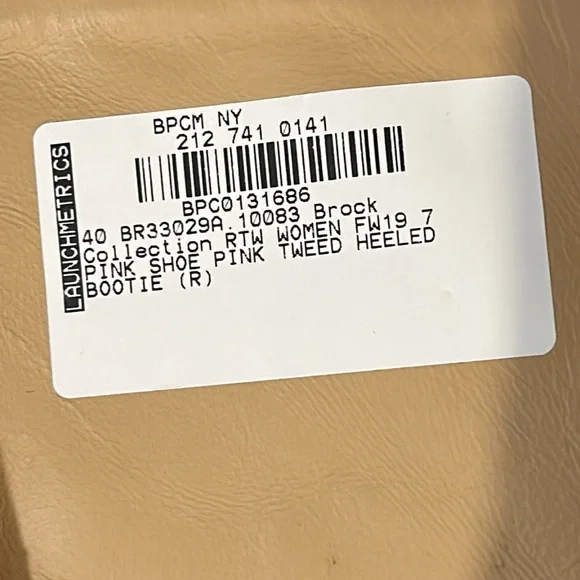 BPCM NY
212 741 0141
BPC0131686
40 BR33029A.10083 Brock
Collection RTW WOMEN FW19 7
PINK SHOE PINK TWEED HEELED
BOOTIE (R)
LAUNCHMETRICS